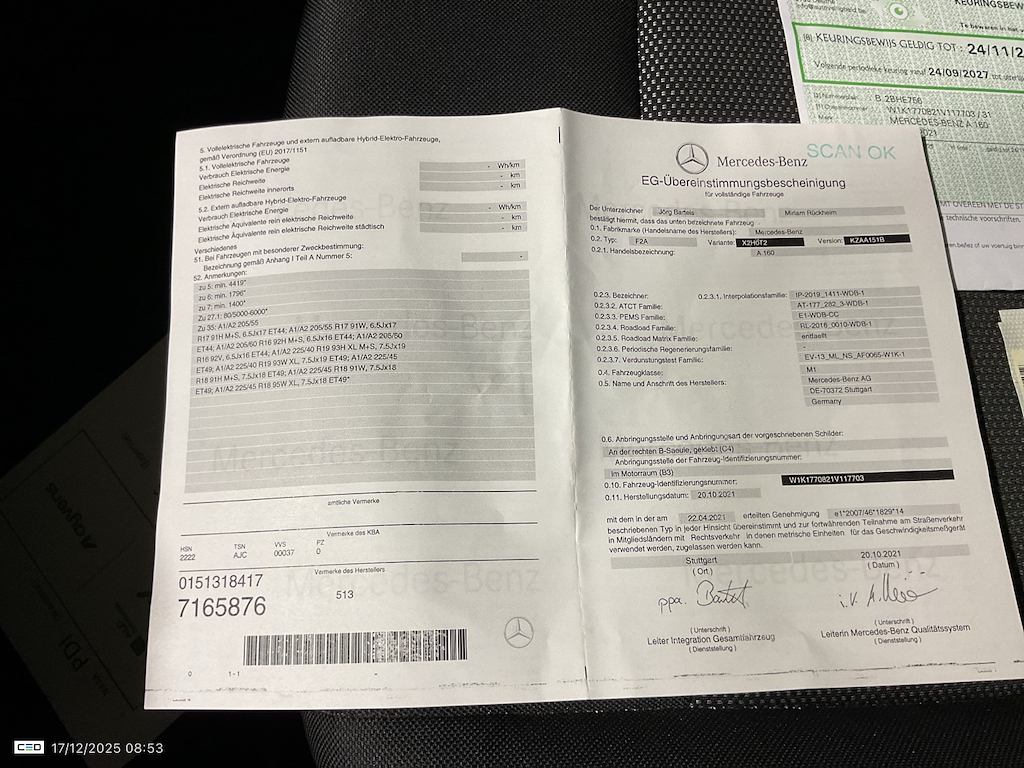 5. Vollelektrische Fahrzeuge und extern aufladbare Hybrid-Elektro-Fahrzeuge,
gemäß Verordnung (EU) 2017/1151
5.1. Vollelektrische Fahrzeuge
Verbrauch Elektrische Energie - Wh/km
Elektrische Reichweite - km
Elektrische Reichweite innerorts - km
5.2. Extern aufladbare Hybrid-Elektro-Fahrzeuge
Verbrauch Elektrische Energie - Wh/km
Elektrische Äquivalente rein elektrische Reichweite - km
Elektrische Äquivalente rein elektrische Reichweite städtisch - km
Verschiedenes
51. Bei Fahrzeugen mit besonderer Zweckbestimmung:
Bezeichnung gemäß Anhang I Teil A Nummer 5: -
52. Anmerkungen:
zu 5: min. 4419*
zu 6: min. 1796*
zu 7: min. 1400*
Zu 27.1: 80/5000-6000*
Zu 35: A1/A2 205/55
R17 91H M+S, 6.5Jx17 ET44; A1/A2 205/55 R17 91W, 6.5Jx17
ET44; A1/A2 205/60 R16 92H M+S, 6.5Jx16 ET44; A1/A2 205/60
R16 92V, 6.5Jx16 ET44; A1/A2 225/40 R19 93H XL M+S, 7.5Jx19
ET49; A1/A2 225/40 R19 93W XL, 7.5Jx19 ET49; A1/A2 225/45
R18 91H M+S, 7.5Jx18 ET49; A1/A2 225/45 R18 91W, 7.5Jx18
ET49; A1/A2 225/45 R18 95W XL, 7.5Jx18 ET49*
amtliche Vermerke
Vermerke des KBA
HSN TSN VVS PZ
2222 AJC 00037 0
Vermerke des Herstellers
0151318417
7165876 513
0 1-1 -
Mercedes-Benz SCAN OK
EG-Übereinstimmungsbescheinigung
für vollständige Fahrzeuge
Der Unterzeichner Jörg Bartels Miriam Rückheim
bestätigt hiermit, dass das unten bezeichnete Fahrzeug
0.1. Fabrikmarke (Handelsname des Herstellers): Mercedes-Benz
0.2. Typ: F2A Variante: X2H0T2 Version: KZAA151B
0.2.1. Handelsbezeichnung: A 160
0.2.3. Bezeichner: 0.2.3.1. Interpolationsfamilie: IP-2019_1411-WDB-1
0.2.3.2. ATCT Familie: AT-177_282_3-WDB-1
0.2.3.3. PEMS Familie: E1-WDB-CC
0.2.3.4. Roadload Familie: RL-2018_0010-WDB-1
0.2.3.5. Roadload Matrix Familie: entfaellt
0.2.3.6. Periodische Regenerierungsfamilie: -
0.2.3.7. Verdunstungstest Familie: EV-13_ML_NS_AF0065-W1K-1
0.4. Fahrzeugklasse: M1
0.5. Name und Anschrift des Herstellers: Mercedes-Benz AG
DE-70372 Stuttgart
Germany
0.6. Anbringungsstelle und Anbringungsart der vorgeschriebenen Schilder:
An der rechten B-Saeule, geklebt (C4)
Anbringungsstelle der Fahrzeug-Identifizierungsnummer:
Im Motorraum (B3)
0.10. Fahrzeug-Identifizierungsnummer: W1K1770821V117703
0.11. Herstellungsdatum: 20.10.2021
mit dem in der am 22.04.2021 erteilten Genehmigung e1*2007/46*1829*14
beschriebenen Typ in jeder Hinsicht übereinstimmt und zur fortwährenden Teilnahme am Straßenverkehr
in Mitgliedsländern mit Rechtsverkehr in denen metrische Einheiten für das Geschwindigkeitsmeßgerät
verwendet werden, zugelassen werden kann.
Stuttgart 20.10.2021
( Ort ) ( Datum )
ppa. i.V.
( Unterschrift ) ( Unterschrift )
Leiter Integration Gesamtfahrzeug Leiterin Mercedes-Benz Qualitätssystem
( Dienststellung ) ( Dienststellung )
KEURINGSBEW
(8) KEURINGSBEWIJS GELDIG TOT : 24/11/2
Volgende periodieke keuring vanaf 24/09/2027
B 2BHE766
W1K1770821V117703 / 31
MERCEDES-BENZ A 160
technische voorschriften.
Ayvens
PDI
CEO 17/12/2025 08:53